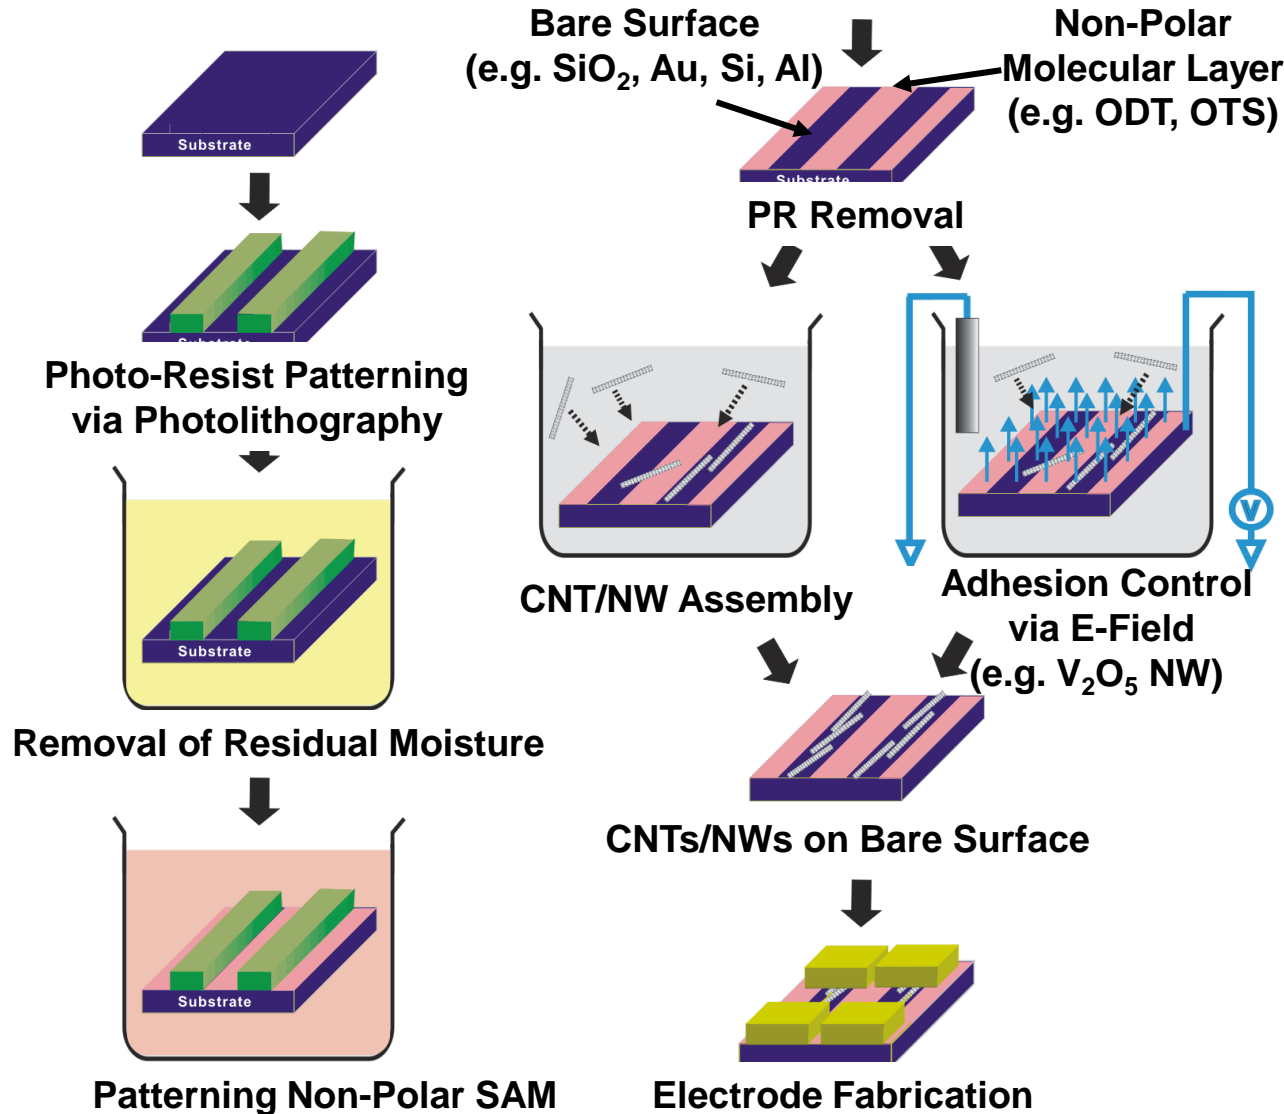 Substrate
Substrate
Photo-Resist Patterning
via Photolithography
Substrate
Removal of Residual Moisture
Substrate
Patterning Non-Polar SAM
Bare Surface
(e.g. SiO₂, Au, Si, Al)
Non-Polar
Molecular Layer
(e.g. ODT, OTS)
Substrate
PR Removal
CNT/NW Assembly
V
Adhesion Control
via E-Field
(e.g. V₂O₅ NW)
CNTs/NWs on Bare Surface
Electrode Fabrication